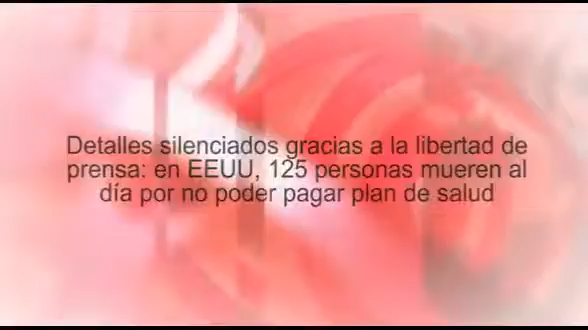 Detalles silenciados gracias a la libertad de
prensa: en EEUU, 125 personas mueren al
día por no poder pagar plan de salud